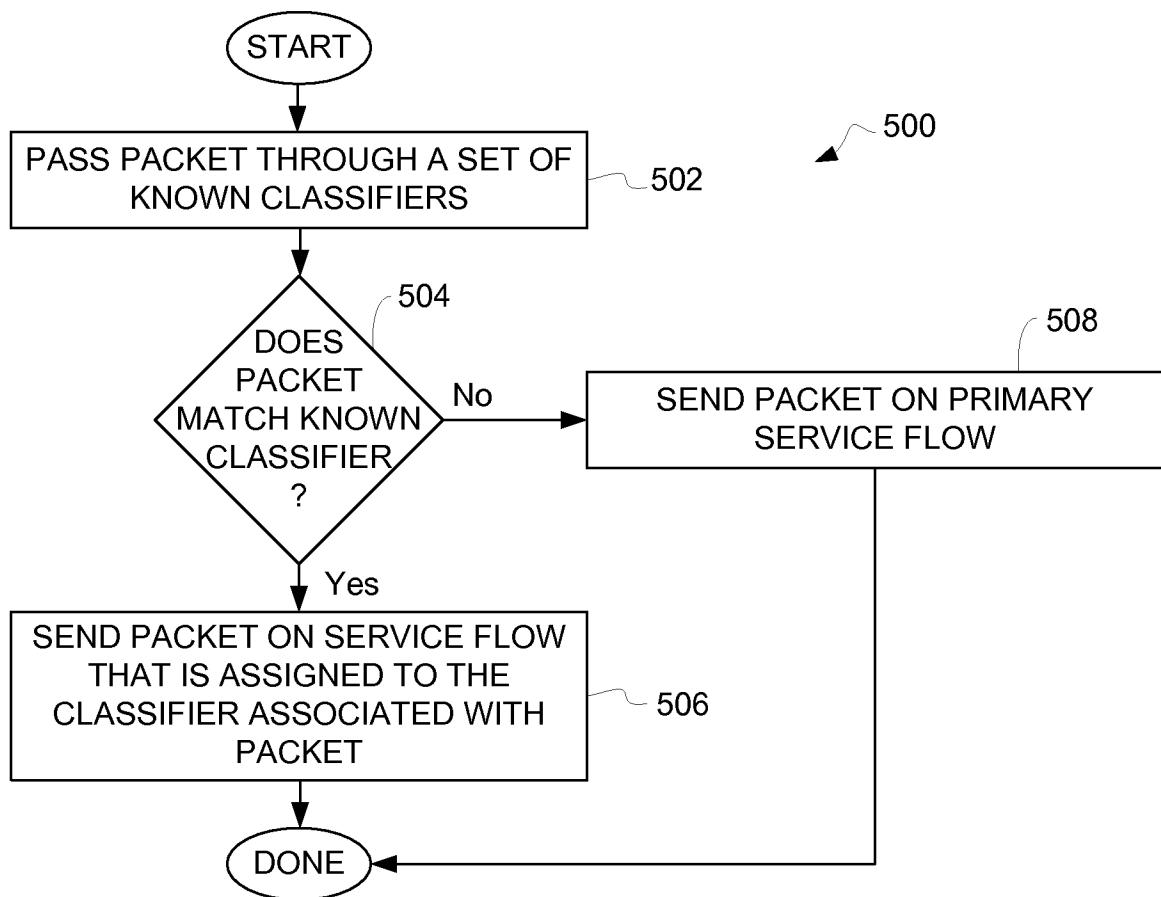 START
500
PASS PACKET THROUGH A SET OF
KNOWN CLASSIFIERS
502
504
DOES
PACKET
MATCH KNOWN
CLASSIFIER
?
No
508
SEND PACKET ON PRIMARY
SERVICE FLOW
Yes
SEND PACKET ON SERVICE FLOW
THAT IS ASSIGNED TO THE
CLASSIFIER ASSOCIATED WITH
PACKET
506
DONE